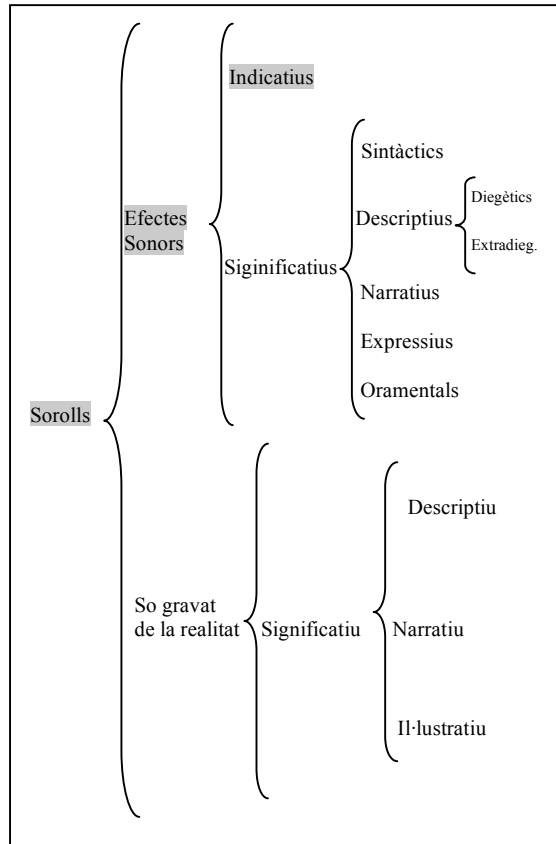 Indicatius
Sintàctics
Diegètics
Efectes
Sonors
Descriptius
Extradieg.
Siginificatius
Narratius
Expressius
Oramentals
Sorolls
Descriptiu
So gravat
de la realitat
Significatiu
Narratiu
Il·lustratiu